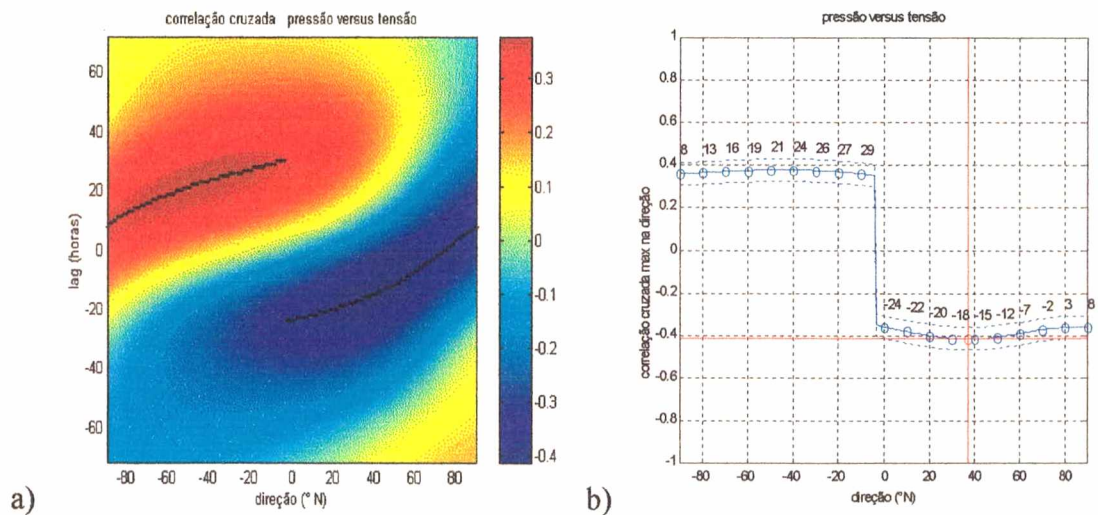 correlação cruzada pressão versus tensão
60
40
20
0
-20
-40
-60
lag (horas)
-80 -60 -40 -20 0 20 40 60 80
direção (° N)
0.3
0.2
0.1
0
-0.1
-0.2
-0.3
-0.4
a)
pressão versus tensão
1
0.8
0.6
0.4
0.2
0
-0.2
-0.4
-0.6
-0.8
-1
correlação cruzada max na direção
8 13 16 19 21 24 26 27 29
-24 -22 -20 -18 -15 -12 -7 -2 3 8
-80 -60 -40 -20 0 20 40 60 80
direção (°N)
b)